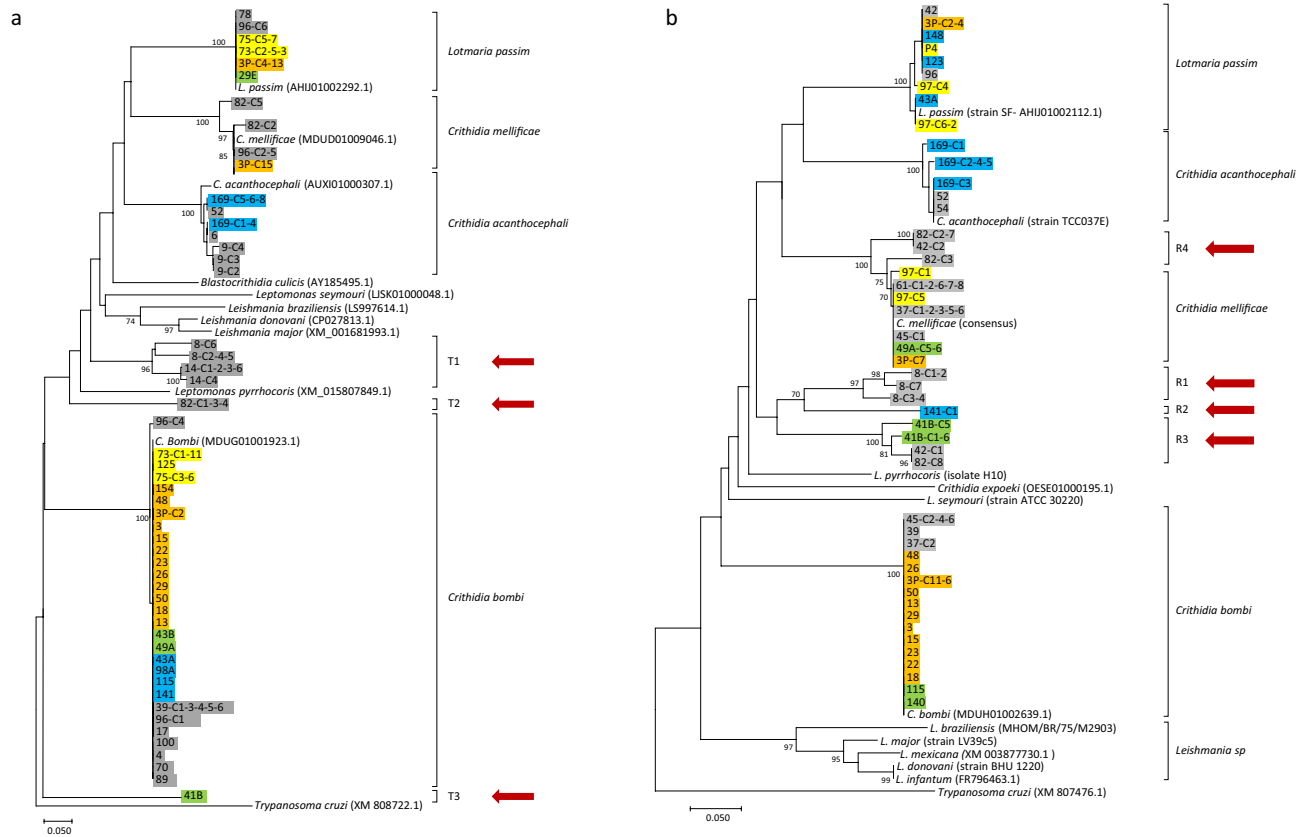 a
78
96-C6
100
75-C5-7
73-C2-5-3
3P-C4-13
29E
L. passim (AHIJ01002292.1)
Lotmaria passim
82-C5
100
82-C2
97
C. mellificae (MDUD01009046.1)
85
96-C2-5
3P-C15
Crithidia mellificae
C. acanthocephali (AUXI01000307.1)
169-C5-6-8
100
52
169-C1-4
6
9-C4
9-C3
9-C2
Crithidia acanthocephali
Blastocrithidia culicis (AY185495.1)
Leptomonas seymouri (LJSK01000048.1)
Leishmania braziliensis (LS997614.1)
74
Leishmania donovani (CP027813.1)
97
Leishmania major (XM_001681993.1)
8-C6
8-C2-4-5
96
14-C1-2-3-6
100
14-C4
T1
Leptomonas pyrrhocoris (XM_015807849.1)
82-C1-3-4
T2
96-C4
C. Bombi (MDUG01001923.1)
73-C1-11
125
75-C3-6
154
48
3P-C2
100
3
15
22
23
26
29
50
18
13
43B
49A
43A
98A
115
141
39-C1-3-4-5-6
96-C1
17
100
4
70
89
Crithidia bombi
41B
T3
Trypanosoma cruzi (XM 808722.1)
0.050
b
42
3P-C2-4
148
P4
123
96
100
97-C4
43A
L. passim (strain SF- AHIJ01002112.1)
97-C6-2
Lotmaria passim
169-C1
100
169-C2-4-5
169-C3
52
54
C. acanthocephali (strain TCC037E)
Crithidia acanthocephali
82-C2-7
100
42-C2
R4
82-C3
100
97-C1
75
61-C1-2-6-7-8
97-C5
70
37-C1-2-3-5-6
C. mellificae (consensus)
45-C1
49A-C5-6
3P-C7
Crithidia mellificae
8-C1-2
98
97
8-C7
8-C3-4
R1
70
141-C1
R2
41B-C5
100
41B-C1-6
81
42-C1
96
82-C8
R3
L. pyrrhocoris (isolate H10)
Crithidia expoeki (OESE01000195.1)
L. seymouri (strain ATCC 30220)
45-C2-4-6
39
37-C2
48
26
100
3P-C11-6
50
13
29
3
15
23
22
18
115
140
C. bombi (MDUH01002639.1)
Crithidia bombi
L. braziliensis (MHOM/BR/75/M2903)
97
L. major (strain LV39c5)
95
L. mexicana (XM 003877730.1 )
L. donovani (strain BHU 1220)
99
L. infantum (FR796463.1)
Leishmania sp
Trypanosoma cruzi (XM 807476.1)
0.050